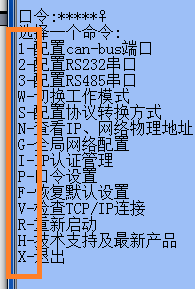 口令:*****♀
选择一个命令:
1-配置can-bus端口
2-配置RS232串口
3-配置RS485串口
W-切换工作模式
S-配置协议转换方式
N-查看IP、网络物理地址
G-全局网络配置
I-IP认证管理
P-口令设置
F-恢复默认设置
V-检查TCP/IP连接
R-重新启动
H-技术支持及最新产品
X-退出